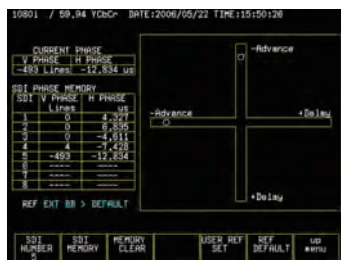 1080i / 59.94 YCbCr DATE:2006/05/22 TIME:15:50:26
CURRENT PHASE
V PHASE H PHASE
-493 Lines -12.834 us
SDI PHASE MEMORY
SDI V PHASE H PHASE
Lines us
1 0 4.327
2 0 6.835
3 0 -4.611
4 4 -7.428
5 -493 -12.834
6 ---- ----
7 ---- ----
8 ---- ----
REF EXT BB > DEFAULT
-Advance
-Advance
+Delay
+Delay
SDI NUMBER 5
SDI MEMORY
MEMORY CLEAR
USER REF SET
REF DEFAULT
up menu